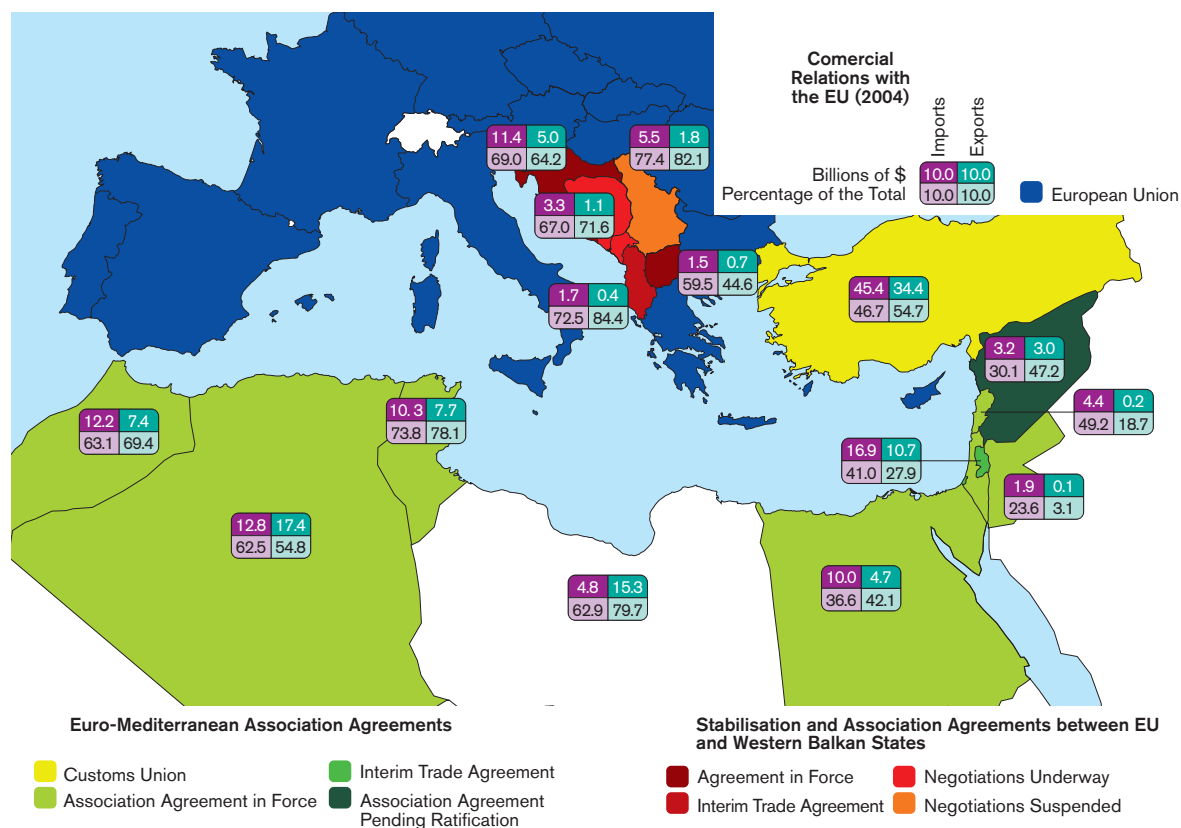 Comercial
Relations with
the EU (2004)
Imports
Exports
Billions of $
Percentage of the Total
10.0 10.0
10.0 10.0
European Union
11.4 5.0
69.0 64.2
5.5 1.8
77.4 82.1
3.3 1.1
67.0 71.6
1.5 0.7
59.5 44.6
1.7 0.4
72.5 84.4
45.4 34.4
46.7 54.7
3.2 3.0
30.1 47.2
4.4 0.2
49.2 18.7
12.2 7.4
63.1 69.4
10.3 7.7
73.8 78.1
16.9 10.7
41.0 27.9
1.9 0.1
23.6 3.1
12.8 17.4
62.5 54.8
4.8 15.3
62.9 79.7
10.0 4.7
36.6 42.1
Euro-Mediterranean Association Agreements
Customs Union
Association Agreement in Force
Interim Trade Agreement
Association Agreement
Pending Ratification
Stabilisation and Association Agreements between EU
and Western Balkan States
Agreement in Force
Interim Trade Agreement
Negotiations Underway
Negotiations Suspended